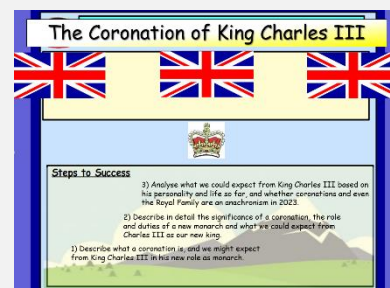 The Coronation of King Charles III
Steps to Success
3) Analyse what we could expect from King Charles III based on
his personality and life so far, and whether coronations and even
the Royal Family are an anachronism in 2023.
2) Describe in detail the significance of a coronation, the role
and duties of a new monarch and what we could expect from
Charles III as our new king.
1) Describe what a coronation is, and we might expect
from King Charles III in his new role as monarch.